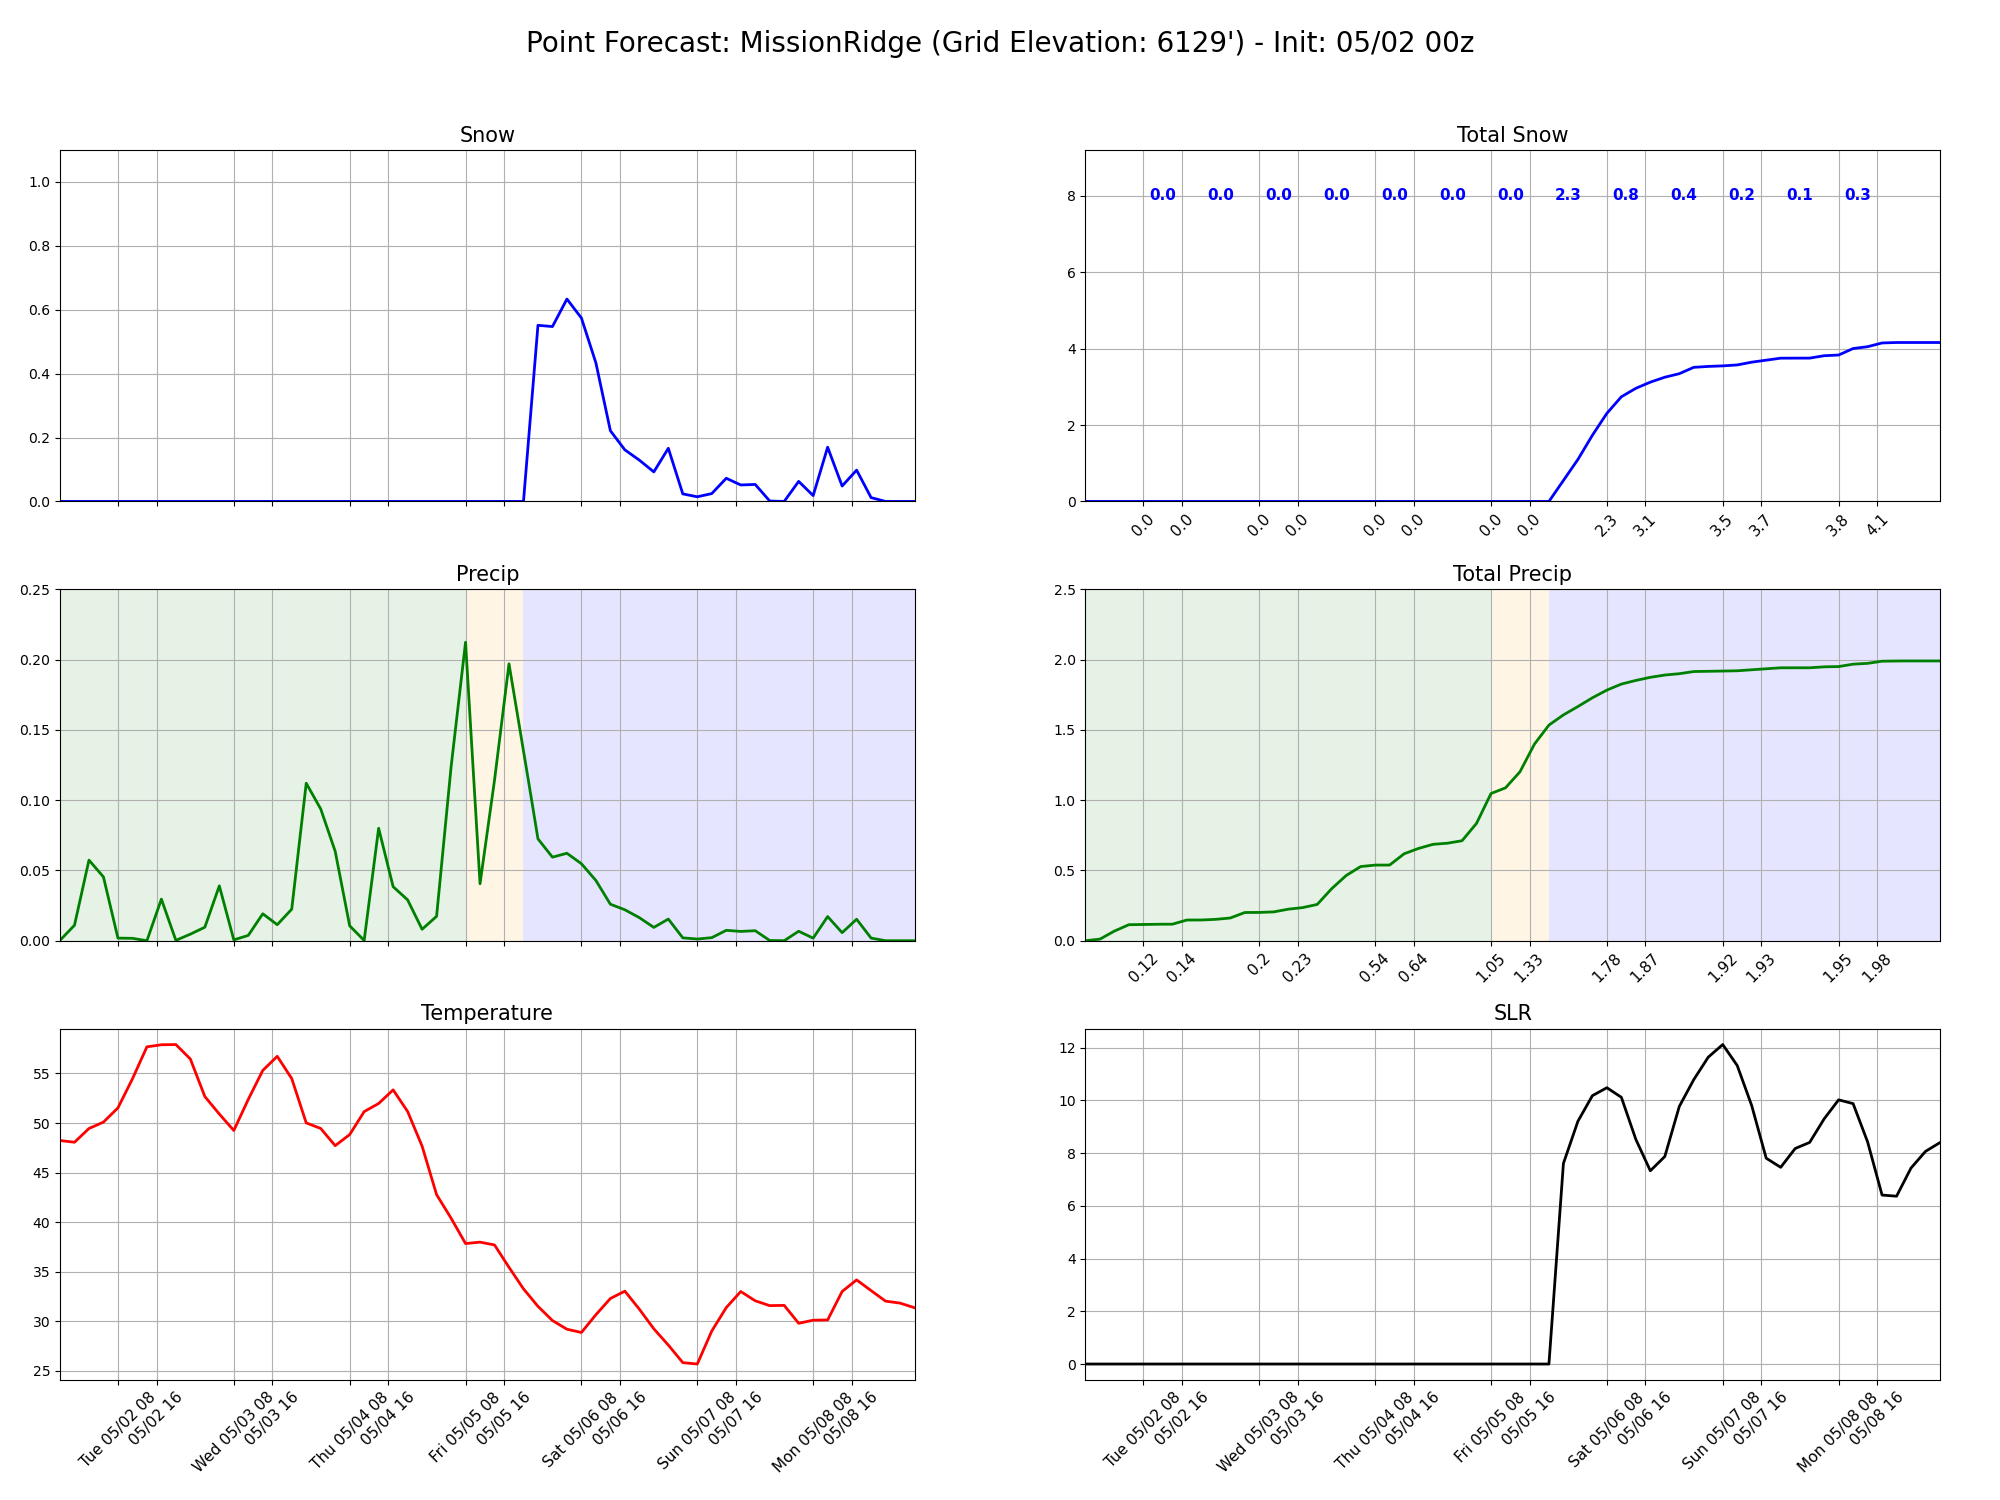 Point Forecast: MissionRidge (Grid Elevation: 6129') - Init: 05/02 00z
Snow
1.0
0.8
0.6
0.4
0.2
0.0
Total Snow
8
6
4
2
0
0.0 0.0 0.0 0.0 0.0 0.0 0.0 2.3 0.8 0.4 0.2 0.1 0.3
0.0 0.0 0.0 0.0 0.0 0.0 0.0 0.0 2.3 3.1 3.5 3.7 3.8 4.1
Precip
0.25
0.20
0.15
0.10
0.05
0.00
Total Precip
2.5
2.0
1.5
1.0
0.5
0.0
0.12 0.14 0.2 0.23 0.54 0.64 1.05 1.33 1.78 1.87 1.92 1.93 1.95 1.98
Temperature
55
50
45
40
35
30
25
Tue 05/02 08
05/02 16
Wed 05/03 08
05/03 16
Thu 05/04 08
05/04 16
Fri 05/05 08
05/05 16
Sat 05/06 08
05/06 16
Sun 05/07 08
05/07 16
Mon 05/08 08
05/08 16
SLR
12
10
8
6
4
2
0
Tue 05/02 08
05/02 16
Wed 05/03 08
05/03 16
Thu 05/04 08
05/04 16
Fri 05/05 08
05/05 16
Sat 05/06 08
05/06 16
Sun 05/07 08
05/07 16
Mon 05/08 08
05/08 16